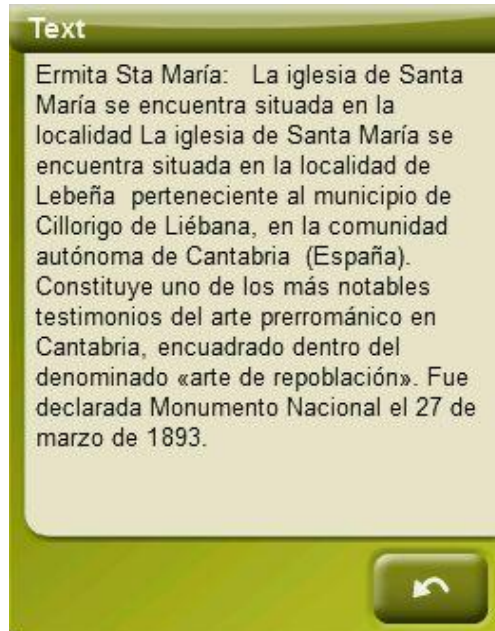 Text
Ermita Sta María:   La iglesia de Santa
María se encuentra situada en la
localidad La iglesia de Santa María se
encuentra situada en la localidad de
Lebeña  perteneciente al municipio de
Cillorigo de Liébana, en la comunidad
autónoma de Cantabria  (España).
Constituye uno de los más notables
testimonios del arte prerrománico en
Cantabria, encuadrado dentro del
denominado «arte de repoblación». Fue
declarada Monumento Nacional el 27 de
marzo de 1893.